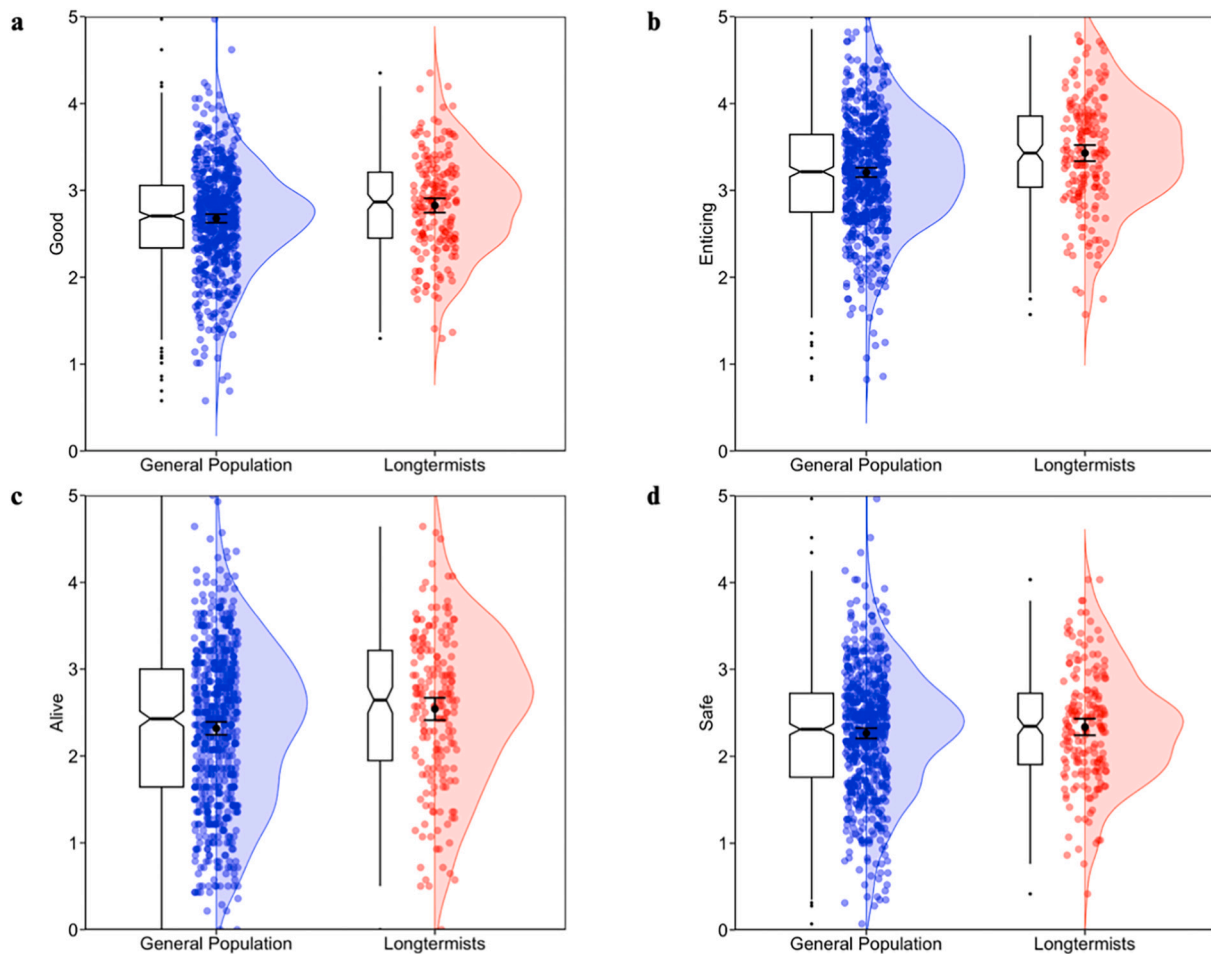 a
5
4
3
2
1
0
Good
General Population
Longtermists
b
5
4
3
2
1
0
Enticing
General Population
Longtermists
c
5
4
3
2
1
0
Alive
General Population
Longtermists
d
5
4
3
2
1
0
Safe
General Population
Longtermists